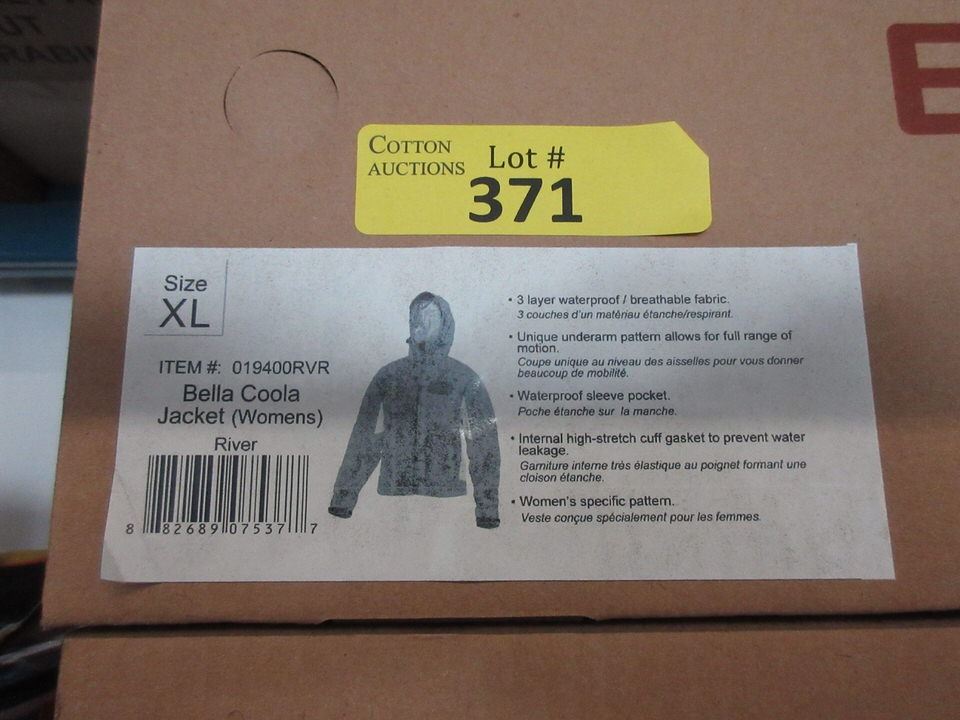 COTTON
AUCTIONS
Lot #
371
E
Size
XL
ITEM #: 019400RVR
Bella Coola
Jacket (Womens)
River
8 82689 07537 7
• 3 layer waterproof / breathable fabric.
3 couches d'un matèriau étanche/respirant.
• Unique underarm pattern allows for full range of
motion.
Coupe unique au niveau des aisselles pour vous donner
beaucoup de mobilité.
• Waterproof sleeve pocket.
Poche étanche sur la manche.
• Internal high-stretch cuff gasket to prevent water
leakage.
Garniture interne très élastique au poignet formant une
cloison étanche.
• Women's specific pattern.
Veste conçue spécialement pour les femmes.